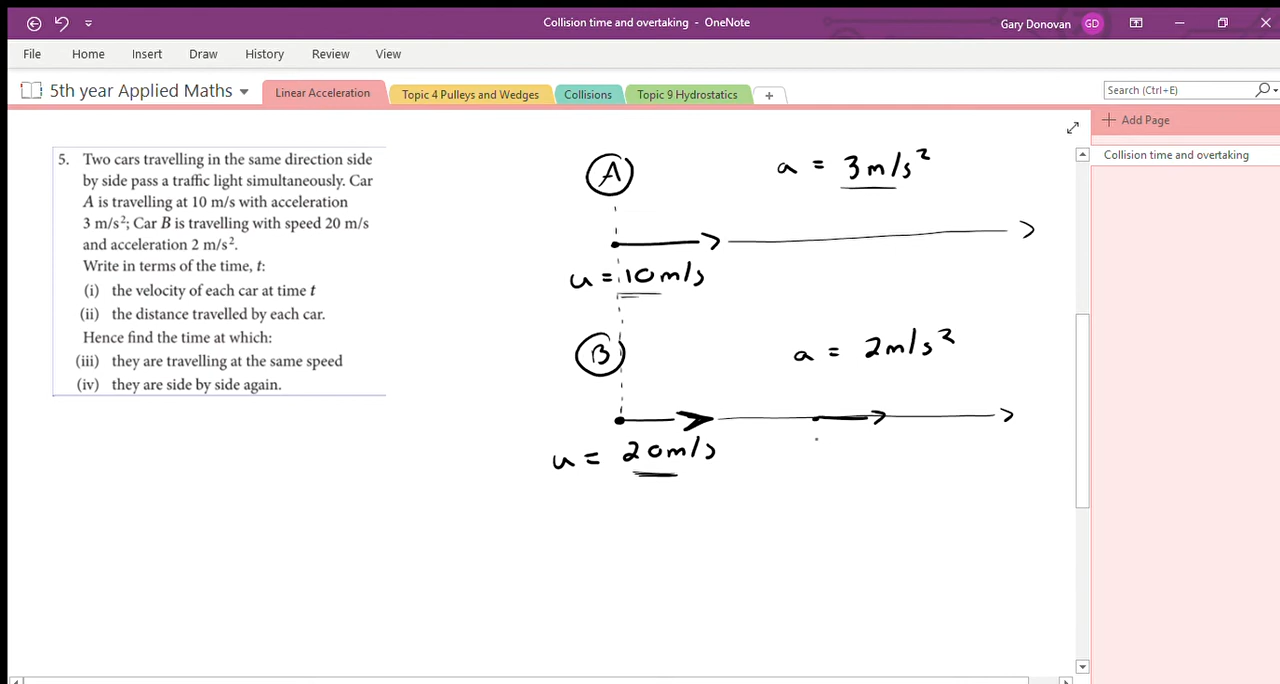 Collision time and overtaking - OneNote
Gary Donovan GD
File Home Insert Draw History Review View
5th year Applied Maths
Linear Acceleration
Topic 4 Pulleys and Wedges
Collisions
Topic 9 Hydrostatics
+
Search (Ctrl+E)
+ Add Page
Collision time and overtaking
5. Two cars travelling in the same direction side
by side pass a traffic light simultaneously. Car
A is travelling at 10 m/s with acceleration
3 m/s²; Car B is travelling with speed 20 m/s
and acceleration 2 m/s².
Write in terms of the time, t:
(i) the velocity of each car at time t
(ii) the distance travelled by each car.
Hence find the time at which:
(iii) they are travelling at the same speed
(iv) they are side by side again.
A
a = 3m/s²
u = 10m/s
B
a = 2m/s²
u = 20m/s